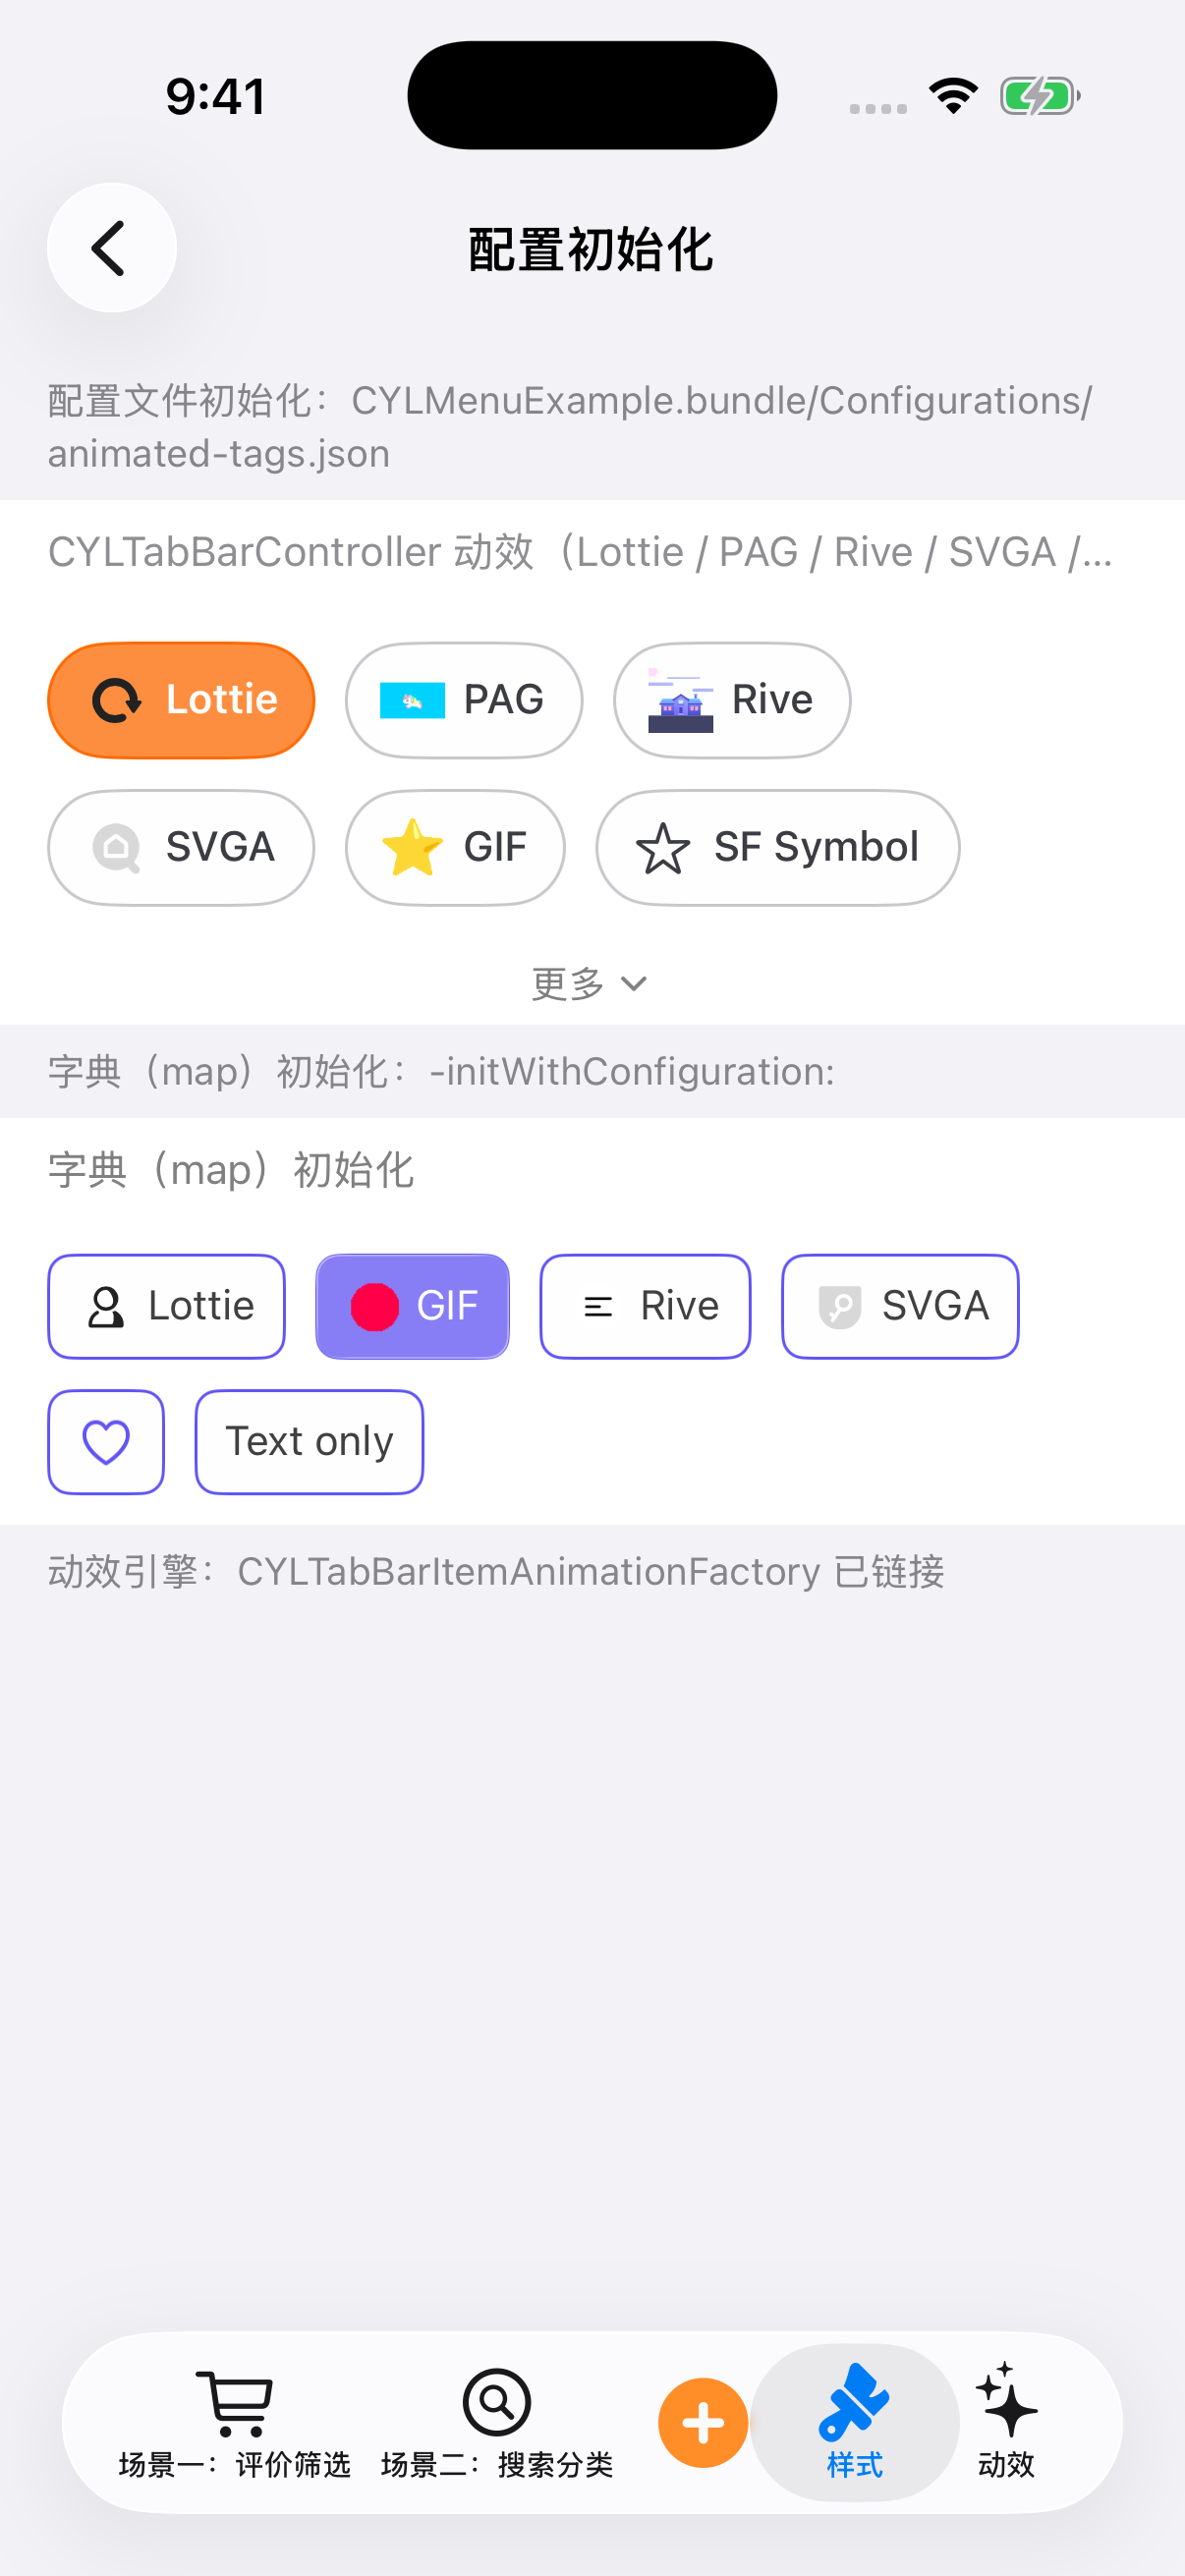 9:41
配置初始化
配置文件初始化：CYLMenuExample.bundle/Configurations/
animated-tags.json
CYLTabBarController 动效（Lottie / PAG / Rive / SVGA /...
Lottie
PAG
Rive
SVGA
GIF
SF Symbol
更多
字典（map）初始化：-initWithConfiguration:
字典（map）初始化
Lottie
GIF
Rive
SVGA
Text only
动效引擎：CYLTabBarItemAnimationFactory 已链接
场景一：评价筛选
场景二：搜索分类
样式
动效